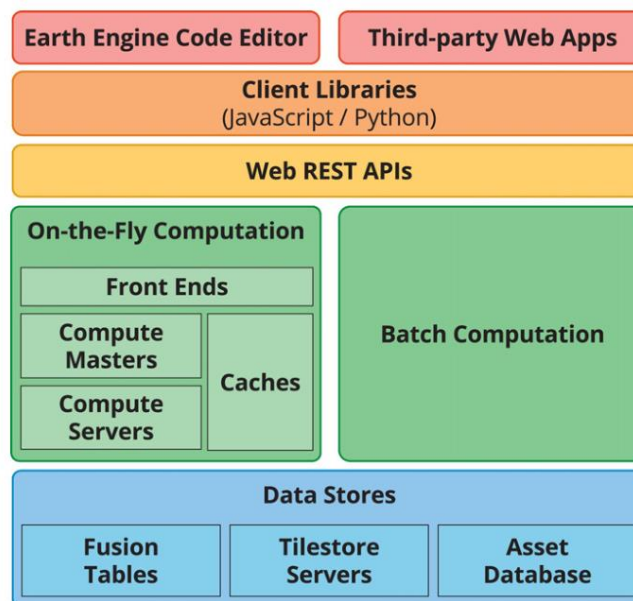 Earth Engine Code Editor
Third-party Web Apps
Client Libraries
(JavaScript / Python)
Web REST APIs
On-the-Fly Computation
Front Ends
Compute
Masters
Caches
Compute
Servers
Batch Computation
Data Stores
Fusion
Tables
Tilestore
Servers
Asset
Database